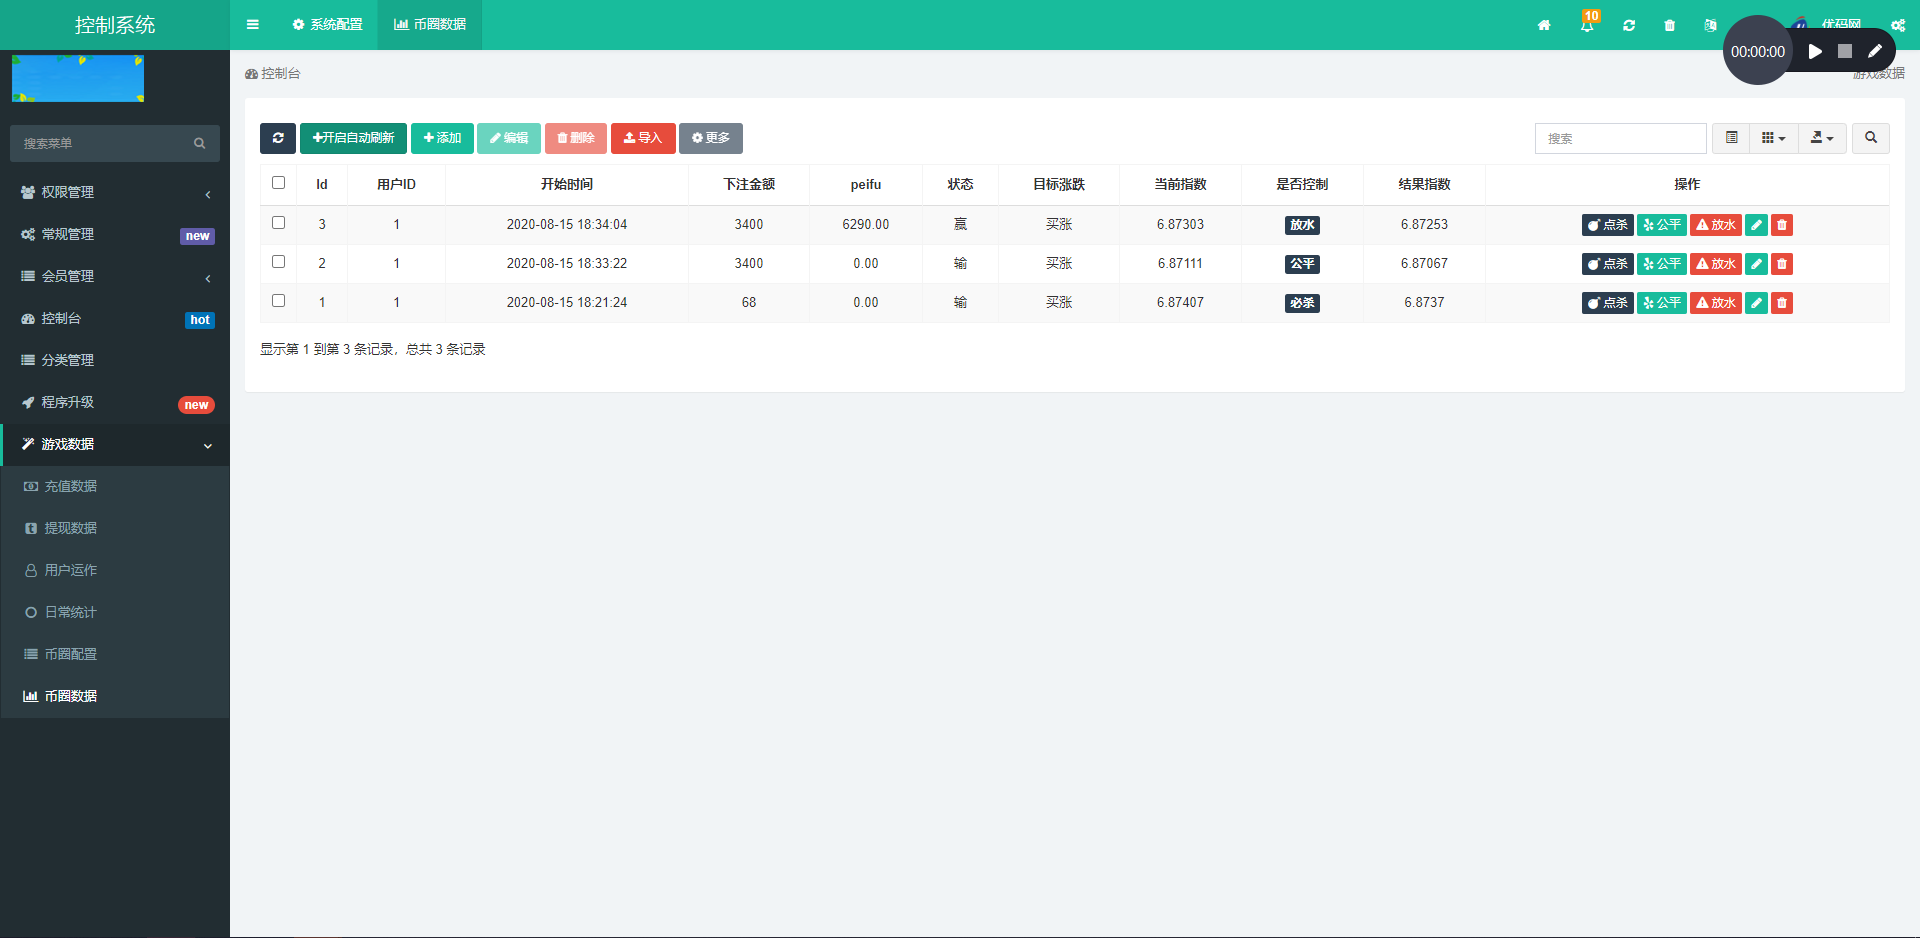 控制系统
系统配置
币圈数据
10
优码网
00:00:00
控制台
游戏数据
搜索菜单
权限管理
常规管理 new
会员管理
控制台 hot
分类管理
程序升级 new
游戏数据
充值数据
提现数据
用户运作
日常统计
币圈配置
币圈数据
开启自动刷新 添加 编辑 删除 导入 更多
搜索
Id 用户ID 开始时间 下注金额 peifu 状态 目标涨跌 当前指数 是否控制 结果指数 操作
3 1 2020-08-15 18:34:04 3400 6290.00 赢 买涨 6.87303 放水 6.87253 点杀 公平 放水
2 1 2020-08-15 18:33:22 3400 0.00 输 买涨 6.87111 公平 6.87067 点杀 公平 放水
1 1 2020-08-15 18:21:24 68 0.00 输 买涨 6.87407 必杀 6.8737 点杀 公平 放水
显示第 1 到第 3 条记录，总共 3 条记录